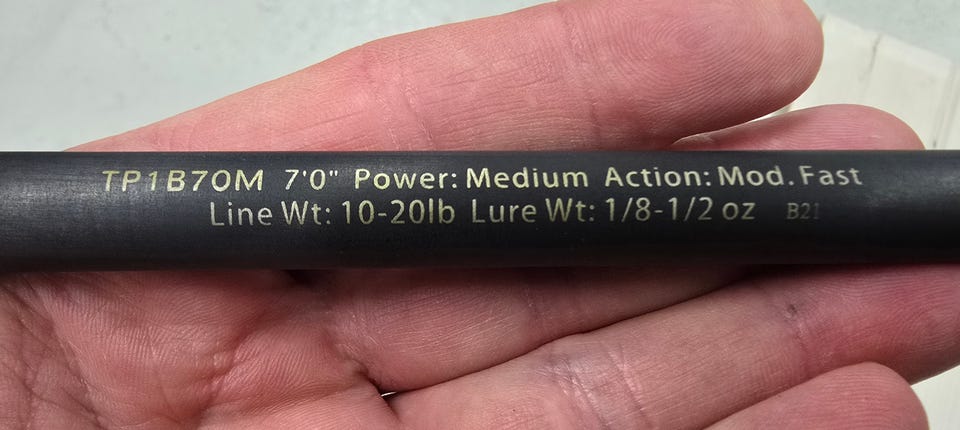 TP1B70M 7'0" Power: Medium Action: Mod. Fast
Line Wt: 10-20lb Lure Wt: 1/8-1/2 oz B21